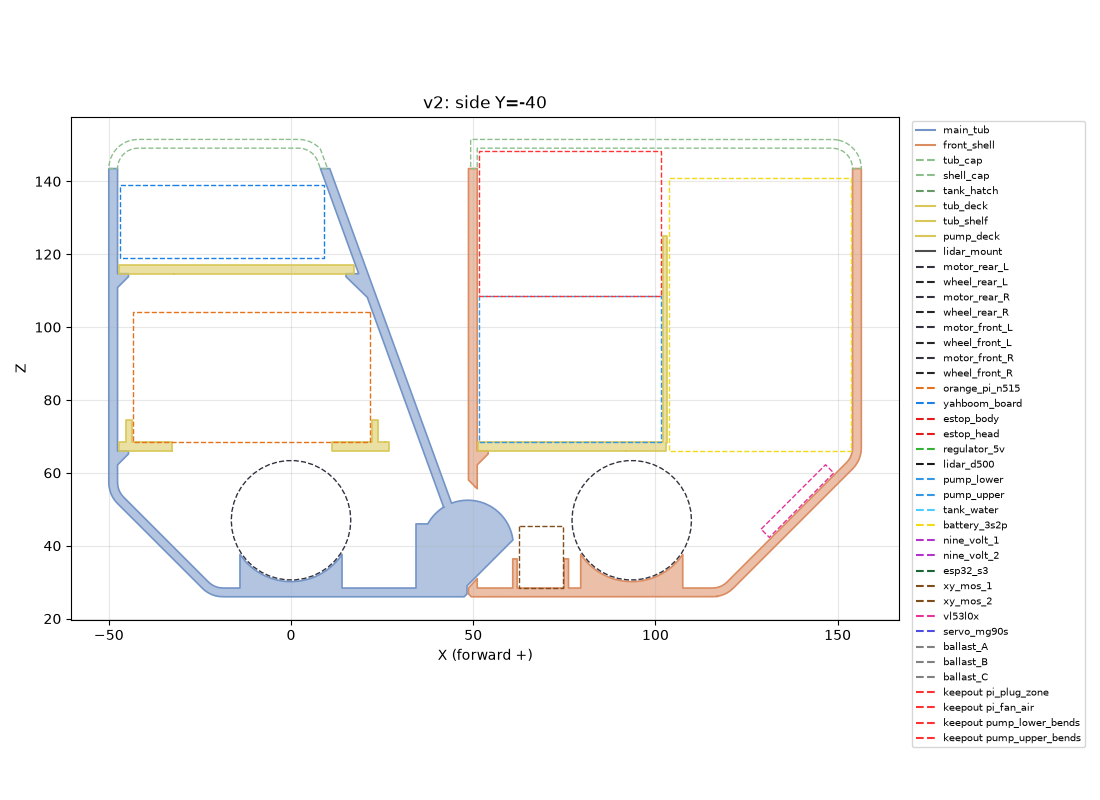 v2: side Y=-40
Z
140
120
100
80
60
40
20
−50
0
50
100
150
X (forward +)
main_tub
front_shell
tub_cap
shell_cap
tank_hatch
tub_deck
tub_shelf
pump_deck
lidar_mount
motor_rear_L
wheel_rear_L
motor_rear_R
wheel_rear_R
motor_front_L
wheel_front_L
motor_front_R
wheel_front_R
orange_pi_n515
yahboom_board
estop_body
estop_head
regulator_5v
lidar_d500
pump_lower
pump_upper
tank_water
battery_3s2p
nine_volt_1
nine_volt_2
esp32_s3
xy_mos_1
xy_mos_2
vl53l0x
servo_mg90s
ballast_A
ballast_B
ballast_C
keepout pi_plug_zone
keepout pi_fan_air
keepout pump_lower_bends
keepout pump_upper_bends